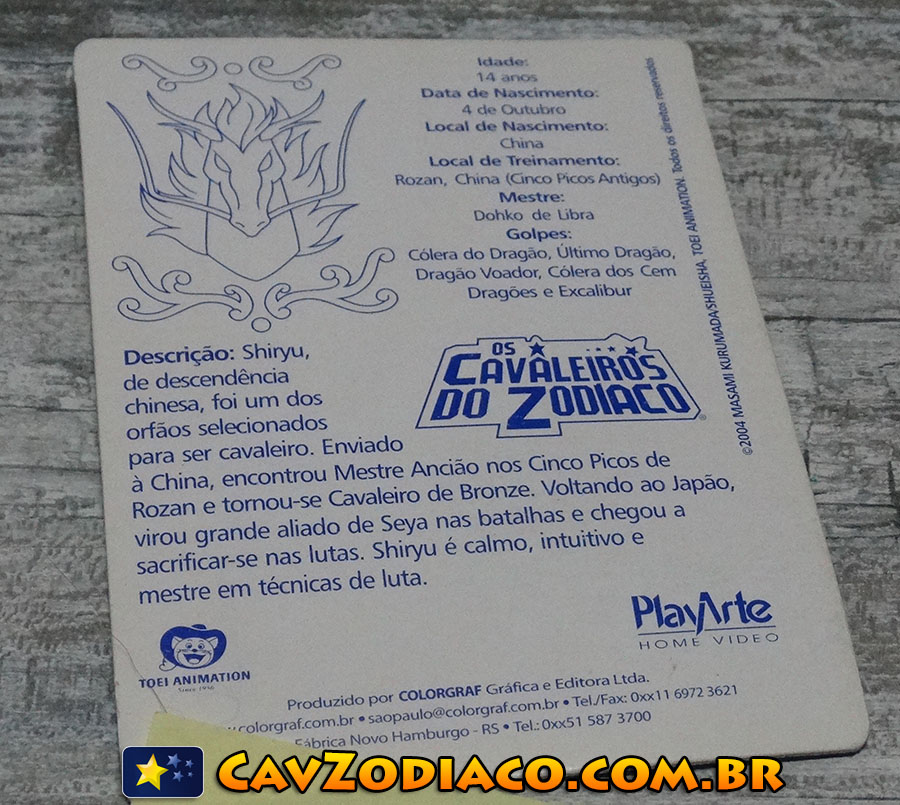 Idade:
14 anos
Data de Nascimento:
4 de Outubro
Local de Nascimento:
China
Local de Treinamento:
Rozan, China (Cinco Picos Antigos)
Mestre:
Dohko de Libra
Golpes:
Cólera do Dragão, Último Dragão,
Dragão Voador, Cólera dos Cem
Dragões e Excalibur
©2004 MASAMI KURUMADA/SHUEISHA, TOEI ANIMATION. Todos os direitos reservados
OS
CAVALEIROS
DO ZODIACO
Descrição: Shiryu,
de descendência
chinesa, foi um dos
orfãos selecionados
para ser cavaleiro. Enviado
à China, encontrou Mestre Ancião nos Cinco Picos de
Rozan e tornou-se Cavaleiro de Bronze. Voltando ao Japão,
virou grande aliado de Seya nas batalhas e chegou a
sacrificar-se nas lutas. Shiryu é calmo, intuitivo e
mestre em técnicas de luta.
TOEI ANIMATION
Since 1956
PlayArte
HOME VIDEO
Produzido por COLORGRAF Gráfica e Editora Ltda.
.colorgraf.com.br • saopaulo@colorgraf.com.br • Tel./Fax: 0xx11 6972 3621
Fábrica Novo Hamburgo - RS • Tel.: 0xx51 587 3700
CAVZODIACO.COM.BR